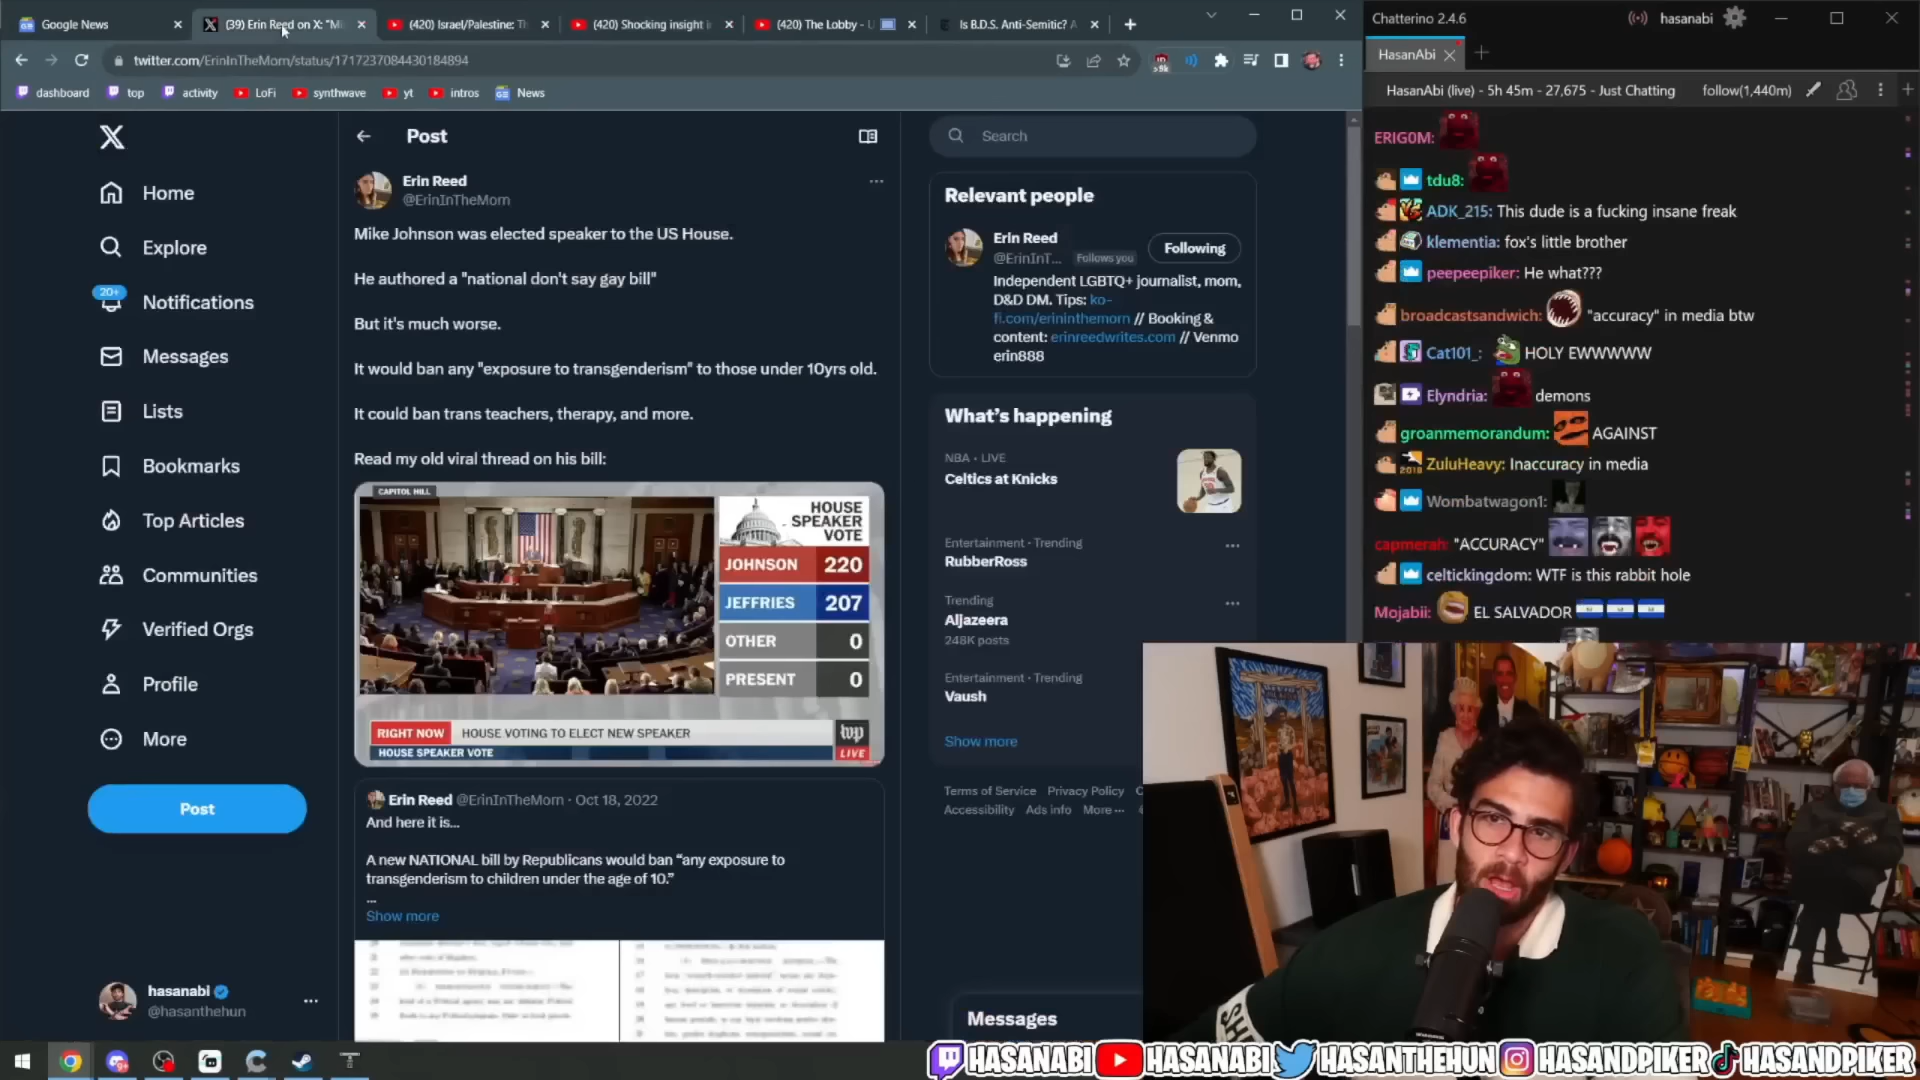 Google News
(39) Erin Reed on X: "Mi
(420) Israel/Palestine: Th
(420) Shocking insight i
(420) The Lobby - U
Is B.D.S. Anti-Semitic? A
twitter.com/ErinInTheMorn/status/1717237084430184894
>9k
dashboard
top
activity
LoFi
synthwave
yt
intros
News
Home
Explore
20+
Notifications
Messages
Lists
Bookmarks
Top Articles
Communities
Verified Orgs
Profile
More
Post
hasanabi
@hasanthehun
Post
Erin Reed
@ErinInTheMorn
Mike Johnson was elected speaker to the US House.
He authored a "national don't say gay bill"
But it's much worse.
It would ban any "exposure to transgenderism" to those under 10yrs old.
It could ban trans teachers, therapy, and more.
Read my old viral thread on his bill:
CAPITOL HILL
HOUSE
SPEAKER
VOTE
JOHNSON 220
JEFFRIES 207
OTHER 0
PRESENT 0
RIGHT NOW HOUSE VOTING TO ELECT NEW SPEAKER
HOUSE SPEAKER VOTE
wp
LIVE
Erin Reed @ErinInTheMorn · Oct 18, 2022
And here it is...
A new NATIONAL bill by Republicans would ban “any exposure to
transgenderism to children under the age of 10.”
...
Show more
Search
Relevant people
Erin Reed
@ErinInT... Follows you
Following
Independent LGBTQ+ journalist, mom,
D&D DM. Tips: ko-
fi.com/erininthemorn // Booking &
content: erinreedwrites.com // Venmo
erin888
What's happening
NBA · LIVE
Celtics at Knicks
Entertainment · Trending
RubberRoss
Trending
Aljazeera
248K posts
Entertainment · Trending
Vaush
Show more
Terms of Service Privacy Policy C
Accessibility Ads info More ...
Messages
Chatterino 2.4.6
hasanabi
HasanAbi
HasanAbi (live) - 5h 45m - 27,675 - Just Chatting
follow(1,440m)
ERIG0M:
tdu8:
ADK_215: This dude is a fucking insane freak
klementia: fox's little brother
peepeepiker: He what???
broadcastsandwich: "accuracy" in media btw
Cat101_: HOLY EWWWWW
Elyndria: demons
groanmemorandum: AGAINST
ZuluHeavy: Inaccuracy in media
Wombatwagon1:
capmerah: "ACCURACY"
celtickingdom: WTF is this rabbit hole
Mojabii: EL SALVADOR
HASANABI HASANABI HASANTHEHUN HASANDPIKER HASANDPIKER